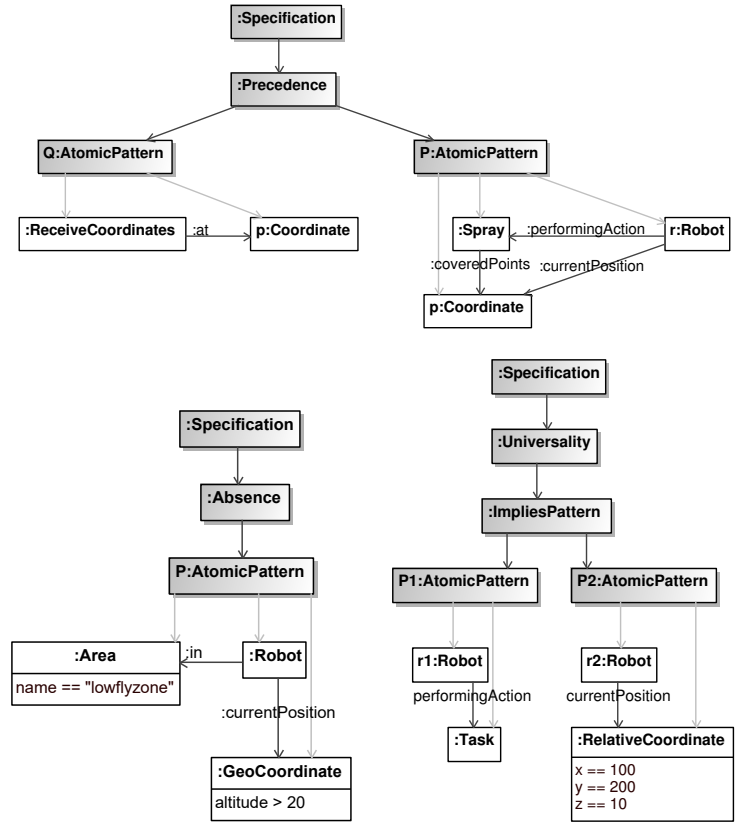 :Specification
:Precedence
Q:AtomicPattern
P:AtomicPattern
:ReceiveCoordinates
:at
p:Coordinate
:Spray
:performingAction
r:Robot
:coveredPoints
:currentPosition
p:Coordinate
:Specification
:Absence
P:AtomicPattern
:Area
name == "lowflyzone"
:in
:Robot
:currentPosition
:GeoCoordinate
altitude > 20
:Specification
:Universality
:ImpliesPattern
P1:AtomicPattern
P2:AtomicPattern
r1:Robot
r2:Robot
performingAction
currentPosition
:Task
:RelativeCoordinate
x == 100
y == 200
z == 10